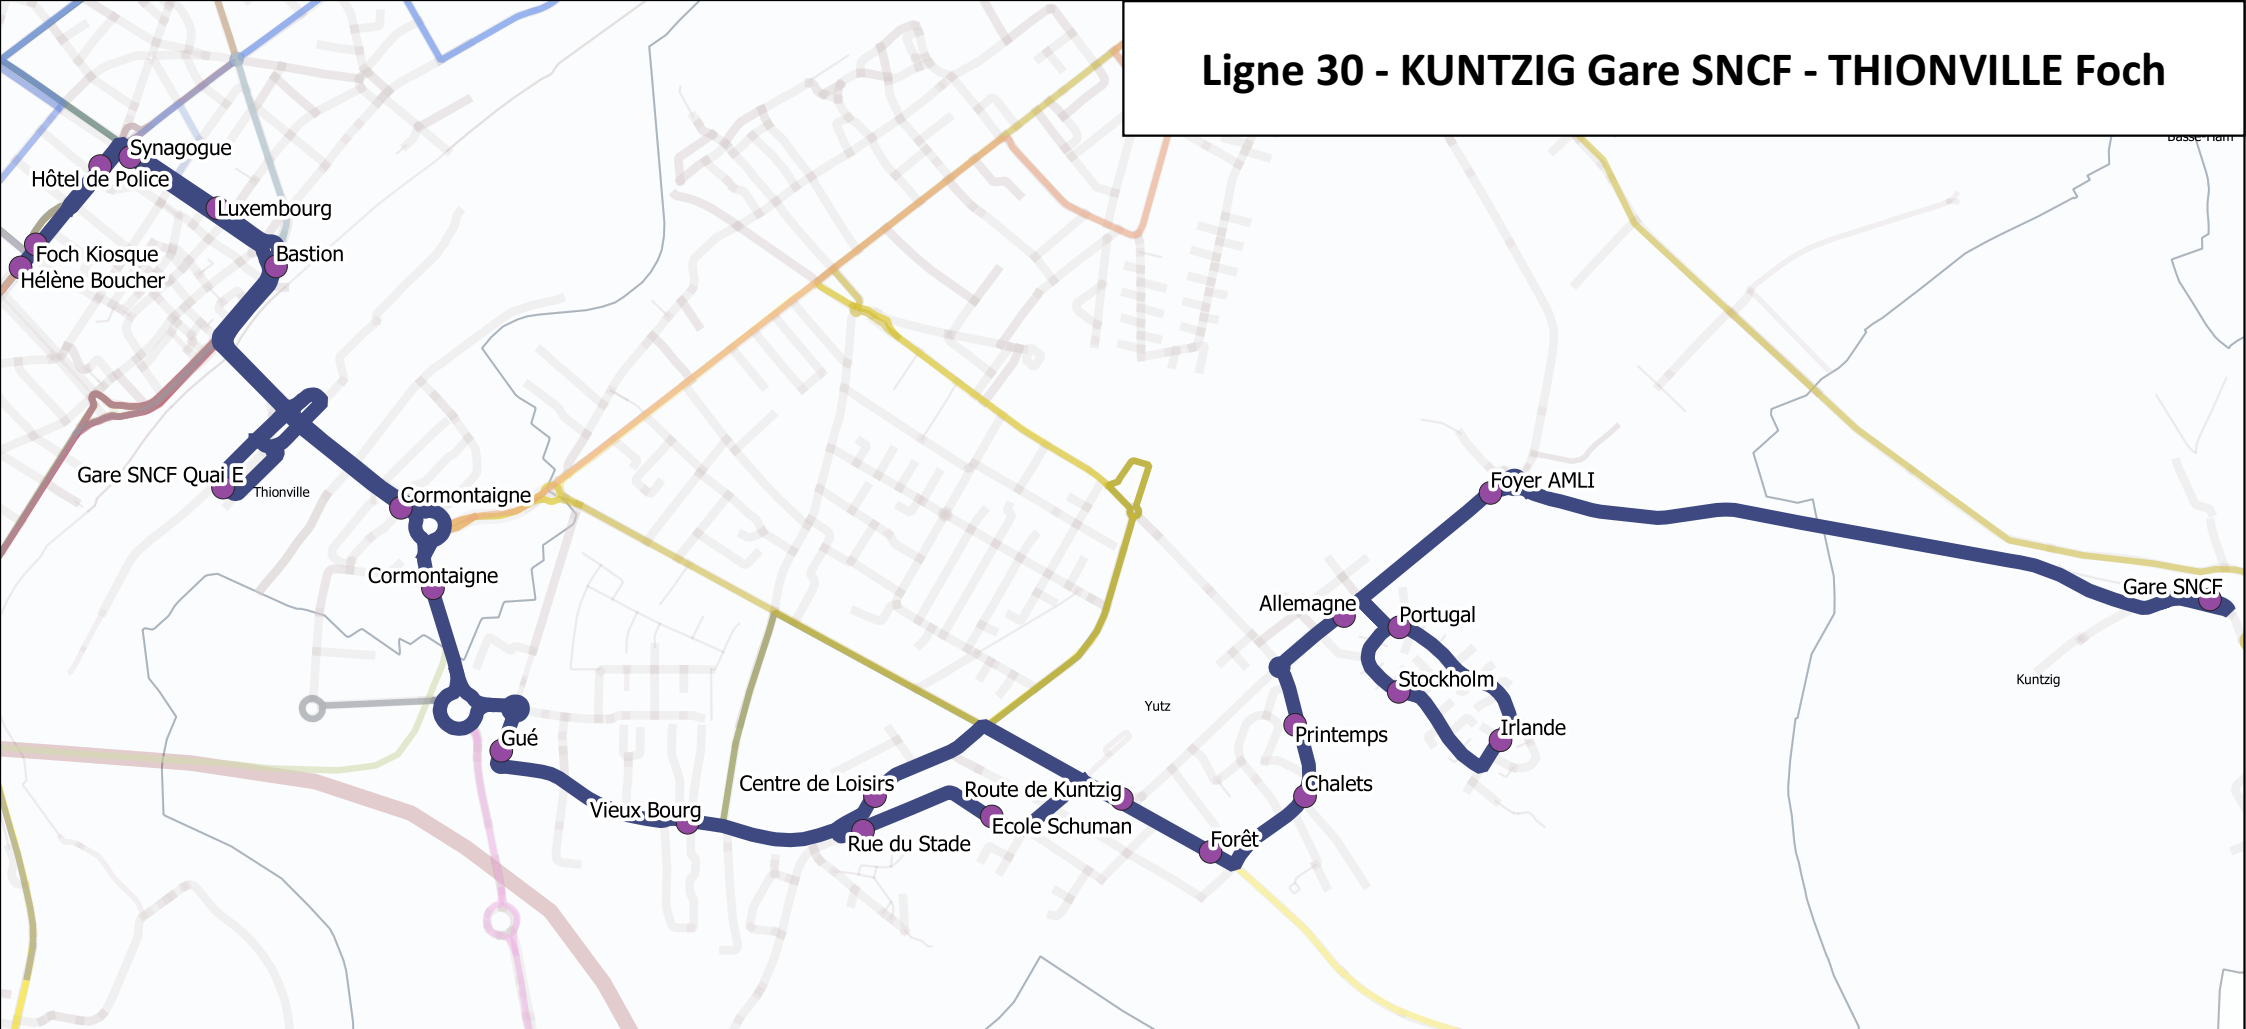 Ligne 30 - KUNTZIG Gare SNCF - THIONVILLE Foch
Basse-Ham
Synagogue
Hôtel de Police
Luxembourg
Foch Kiosque
Bastion
Hélène Boucher
Gare SNCF Quai E
Thionville
Cormontaigne
Foyer AMLI
Cormontaigne
Gare SNCF
Allemagne
Portugal
Stockholm
Kuntzig
Yutz
Irlande
Gué
Printemps
Centre de Loisirs
Route de Kuntzig
Chalets
Vieux Bourg
Ecole Schuman
Rue du Stade
Forêt